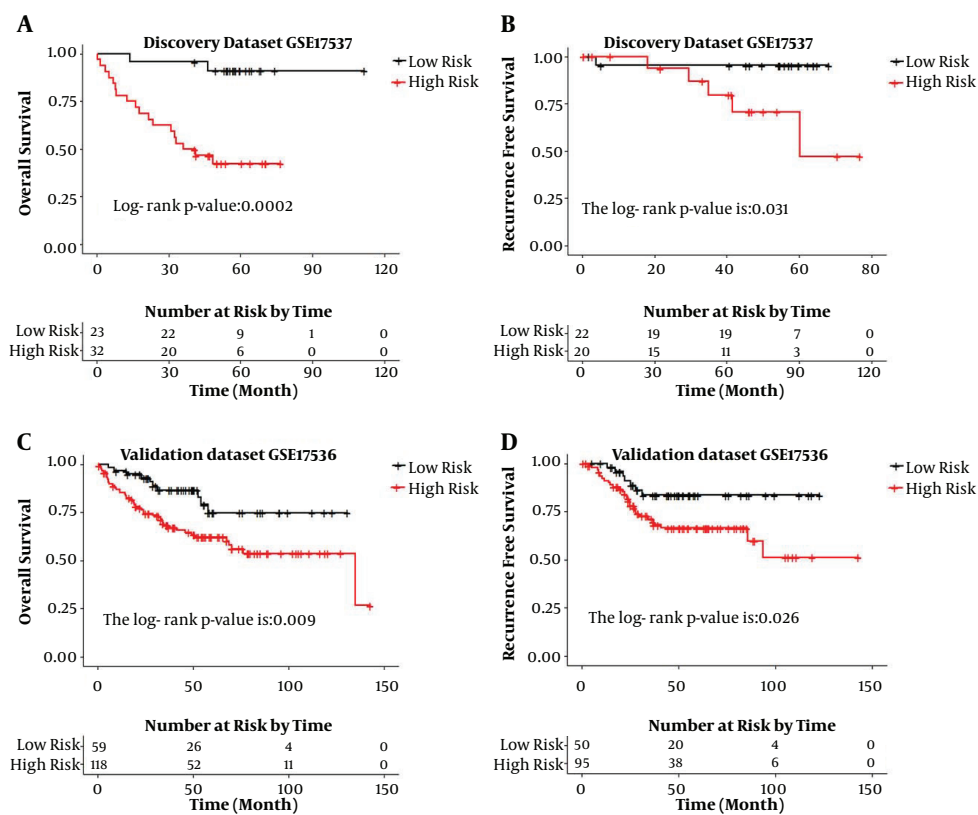 A
Discovery Dataset GSE17537
Overall Survival
1.00
0.75
0.50
0.25
0.00
Low Risk
High Risk
Log- rank p-value:0.0002
0 30 60 90 120
Number at Risk by Time
Low Risk 23 22 9 1 0
High Risk 32 20 6 0 0
0 30 60 90 120
Time (Month)
B
Discovery Dataset GSE17537
Recurrence Free Survival
1.00
0.75
0.50
0.25
0.00
Low Risk
High Risk
The log- rank p-value is:0.031
0 20 40 60 80
Number at Risk by Time
Low Risk 22 19 19 7 0
High Risk 20 15 11 3 0
0 30 60 90 120
Time (Month)
C
Validation dataset GSE17536
Overall Survival
1.00
0.75
0.50
0.25
0.00
Low Risk
High Risk
The log- rank p-value is:0.009
0 50 100 150
Number at Risk by Time
Low Risk 59 26 4 0
High Risk 118 52 11 0
0 50 100 150
Time (Month)
D
Validation dataset GSE17536
Recurrence Free Survival
1.00
0.75
0.50
0.25
0.00
Low Risk
High Risk
The log- rank p-value is:0.026
0 50 100 150
Number at Risk by Time
Low Risk 50 20 4 0
High Risk 95 38 6 0
0 50 100 150
Time (Month)